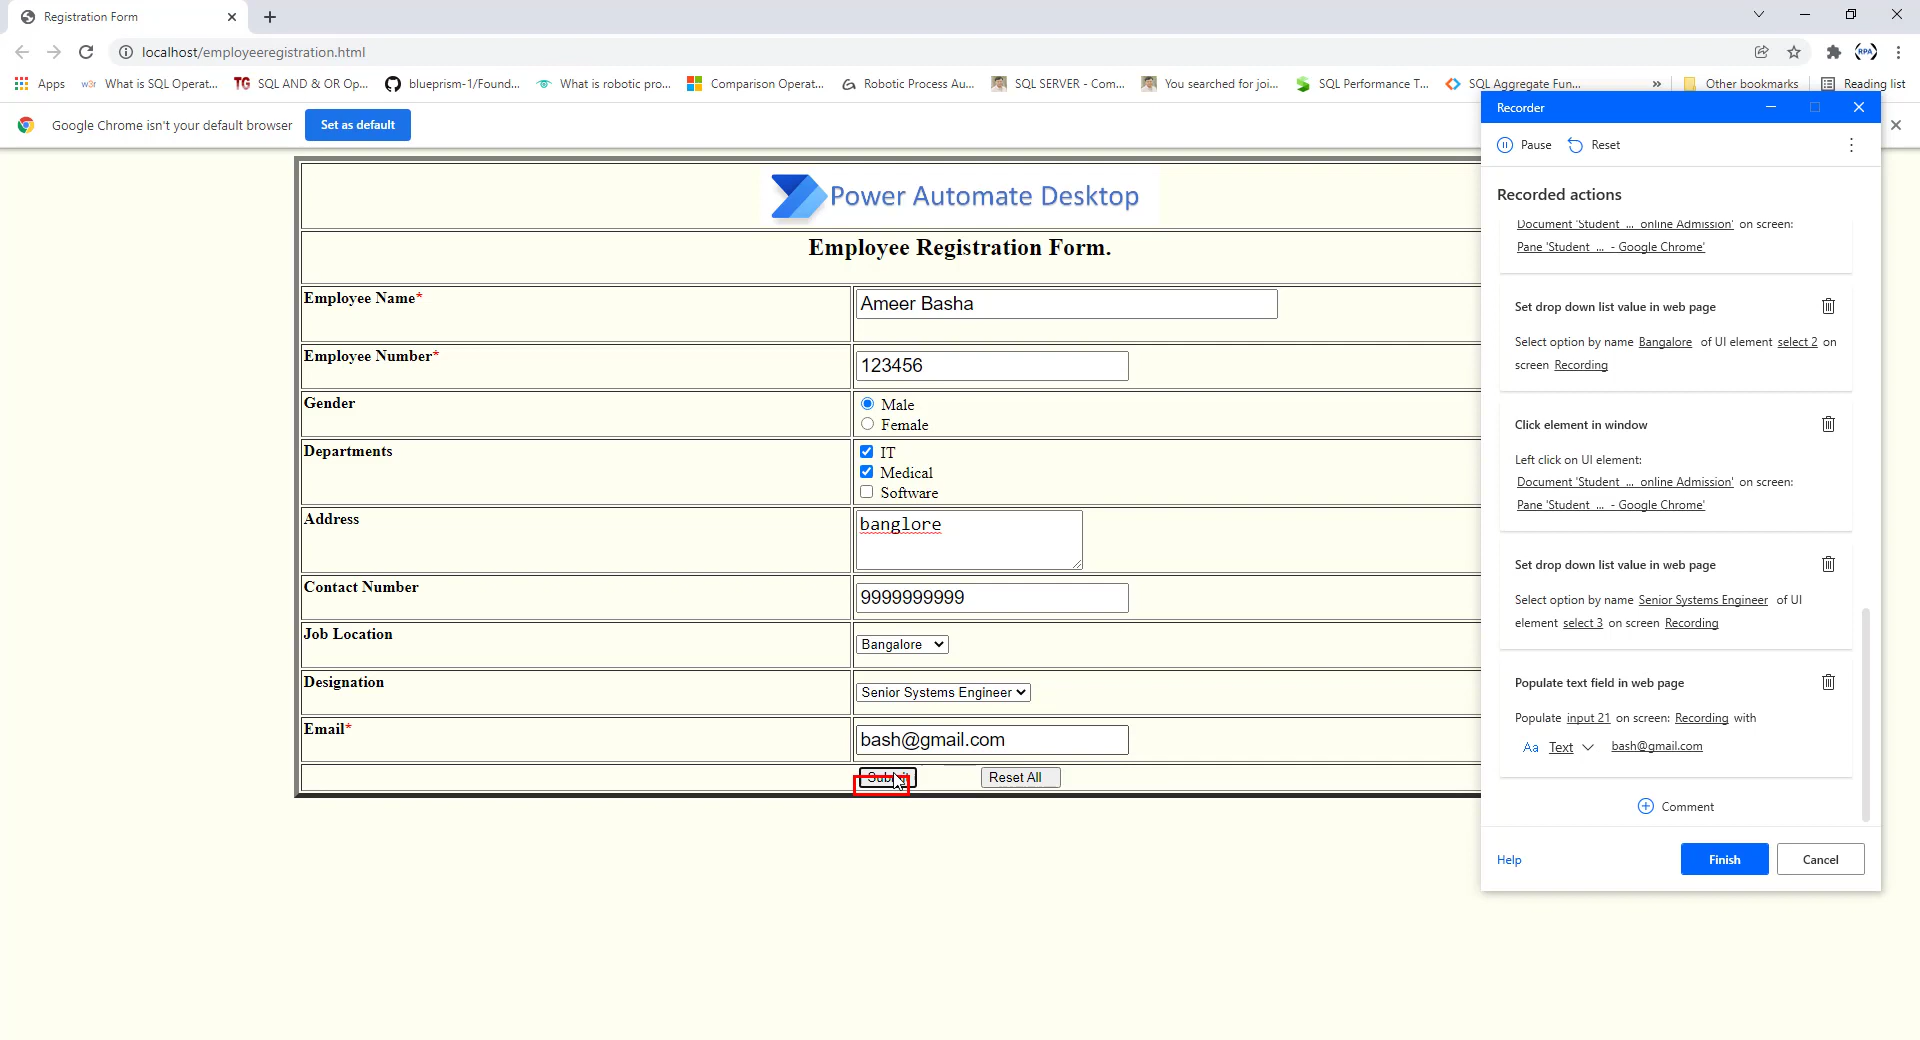 Registration Form
localhost/employeeregistration.html
Apps What is SQL Operat... SQL AND & OR Op... blueprism-1/Found... What is robotic pro... Comparison Operat... Robotic Process Au... SQL SERVER - Com... You searched for joi... SQL Performance T... SQL Aggregate Fun... » Other bookmarks Reading list
Google Chrome isn't your default browser Set as default
Power Automate Desktop
Employee Registration Form.
Employee Name* Ameer Basha
Employee Number* 123456
Gender Male
Female
Departments IT
Medical
Software
Address banglore
Contact Number 9999999999
Job Location Bangalore
Designation Senior Systems Engineer
Email* bash@gmail.com
Submit Reset All
Recorder
Pause Reset
Recorded actions
Document 'Student ... online Admission' on screen:
Pane 'Student ... - Google Chrome'
Set drop down list value in web page
Select option by name Bangalore of UI element select 2 on
screen Recording
Click element in window
Left click on UI element:
Document 'Student ... online Admission' on screen:
Pane 'Student ... - Google Chrome'
Set drop down list value in web page
Select option by name Senior Systems Engineer of UI
element select 3 on screen Recording
Populate text field in web page
Populate input 21 on screen: Recording with
Aa Text bash@gmail.com
Comment
Help Finish Cancel